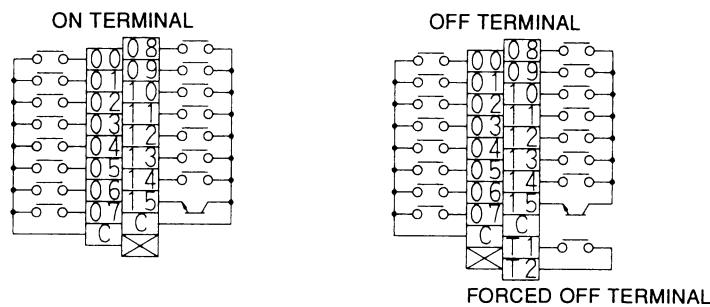 ON TERMINAL
OFF TERMINAL
00 08
01 09
02 10
03 11
04 12
05 13
06 14
07 15
C C
00 08
01 09
02 10
03 11
04 12
05 13
06 14
07 15
C C
T1
T2
FORCED OFF TERMINAL